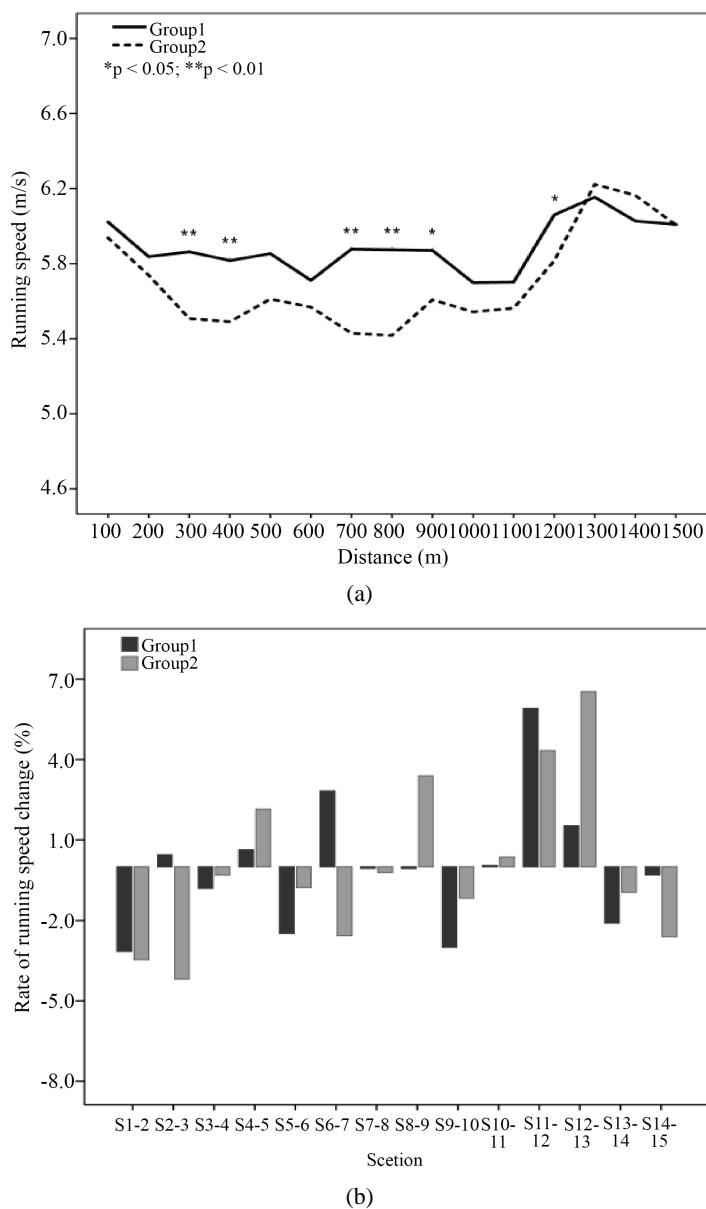 Group1
Group2
*p < 0.05; **p < 0.01
7.0
6.6
6.2
5.8
5.4
5.0
4.6
Running speed (m/s)
** ** ** ** * *
100 200 300 400 500 600 700 800 900 1000 1100 1200 1300 1400 1500
Distance (m)
(a)
Group1
Group2
7.0
4.0
1.0
-2.0
-5.0
-8.0
Rate of running speed change (%)
S1-2 S2-3 S3-4 S4-5 S5-6 S6-7 S7-8 S8-9 S9-10 S10-11 S11-12 S12-13 S13-14 S14-15
Scetion
(b)